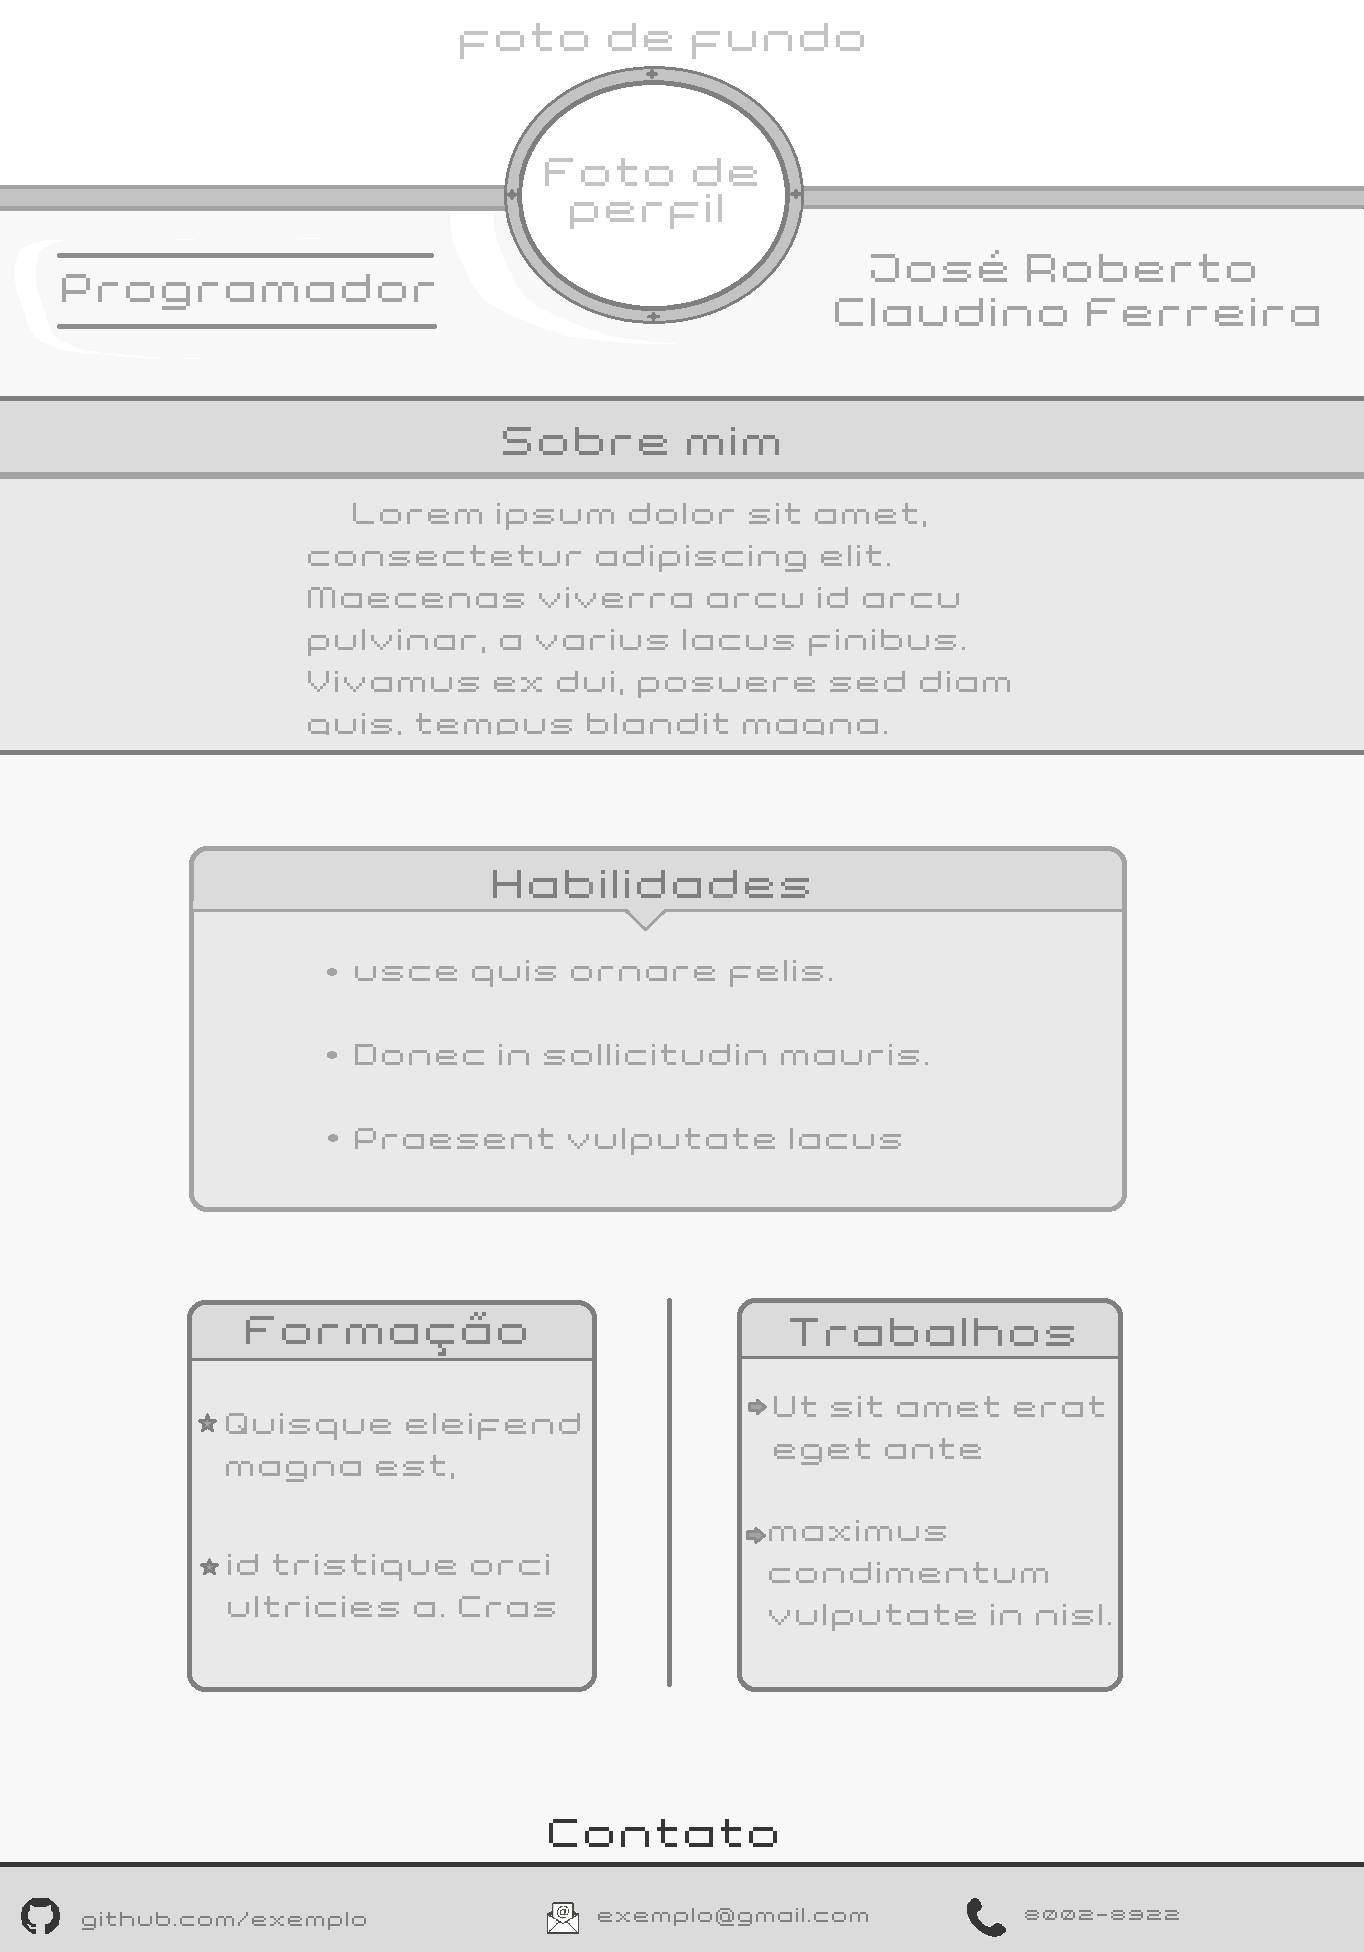 Foto de fundo
Foto de
perfil
Programador
José Roberto
Claudino Ferreira
Sobre mim
Lorem ipsum dolor sit amet,
consectetur adipiscing elit.
Maecenas viverra arcu id arcu
pulvinar, a varius lacus finibus.
Vivamus ex dui, posuere sed diam
quis, tempus blandit magna.
Habilidades
• usce quis ornare felis.
• Donec in sollicitudin mauris.
• Praesent vulputate lacus
Formação
Quisque eleifend
magna est,
id tristique orci
ultricies a. Cras
Trabalhos
Ut sit amet erat
eget ante
maximus
condimentum
vulputate in nisl.
Contato
github.com/exemplo
exemplo@gmail.com
8002-8922